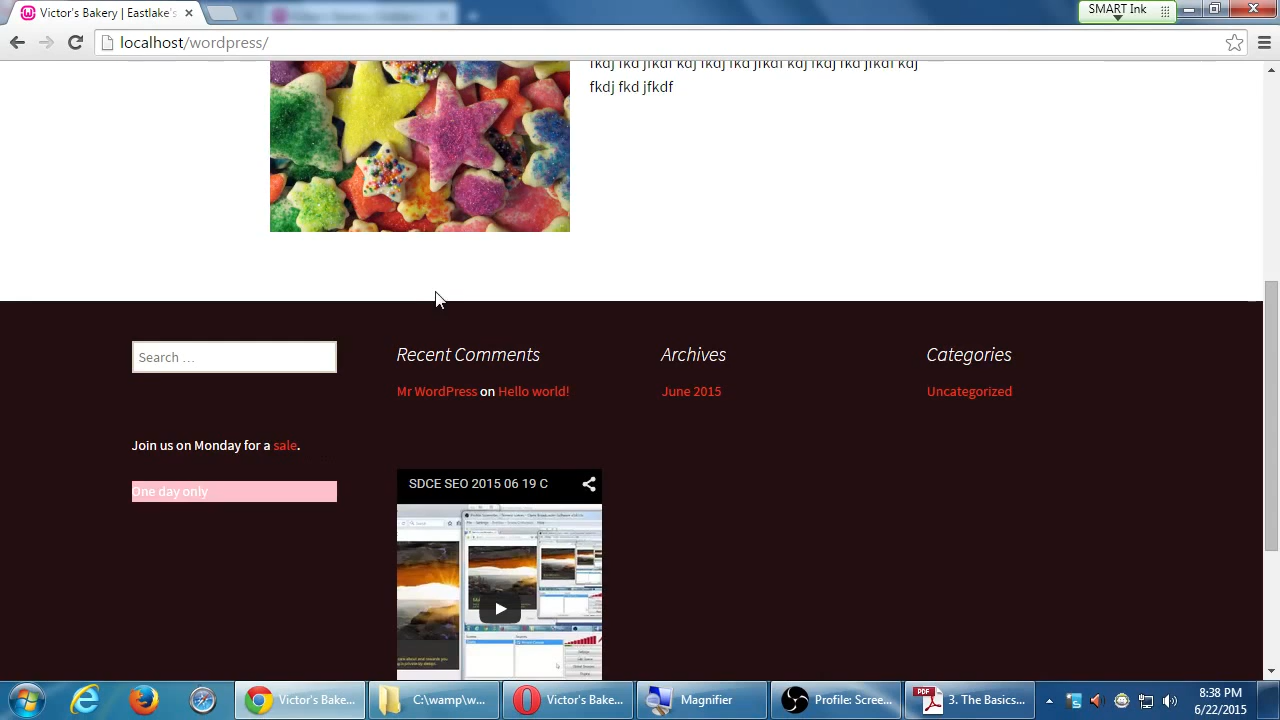 Victor's Bakery | Eastlake's
SMART Ink
localhost/wordpress/
fkdj fkd jfkdf kdj fkdj fkd jfkdf kdj fkdj fkd jfkdf kdj
fkdj fkd jfkdf
Search …
Recent Comments
Archives
Categories
Mr WordPress on Hello world!
June 2015
Uncategorized
Join us on Monday for a sale.
One day only
SDCE SEO 2015 06 19 C
Victor's Bake...
C:\wamp\w...
Victor's Bake...
Magnifier
Profile: Scree...
PDF
3. The Basics...
8:38 PM
6/22/2015